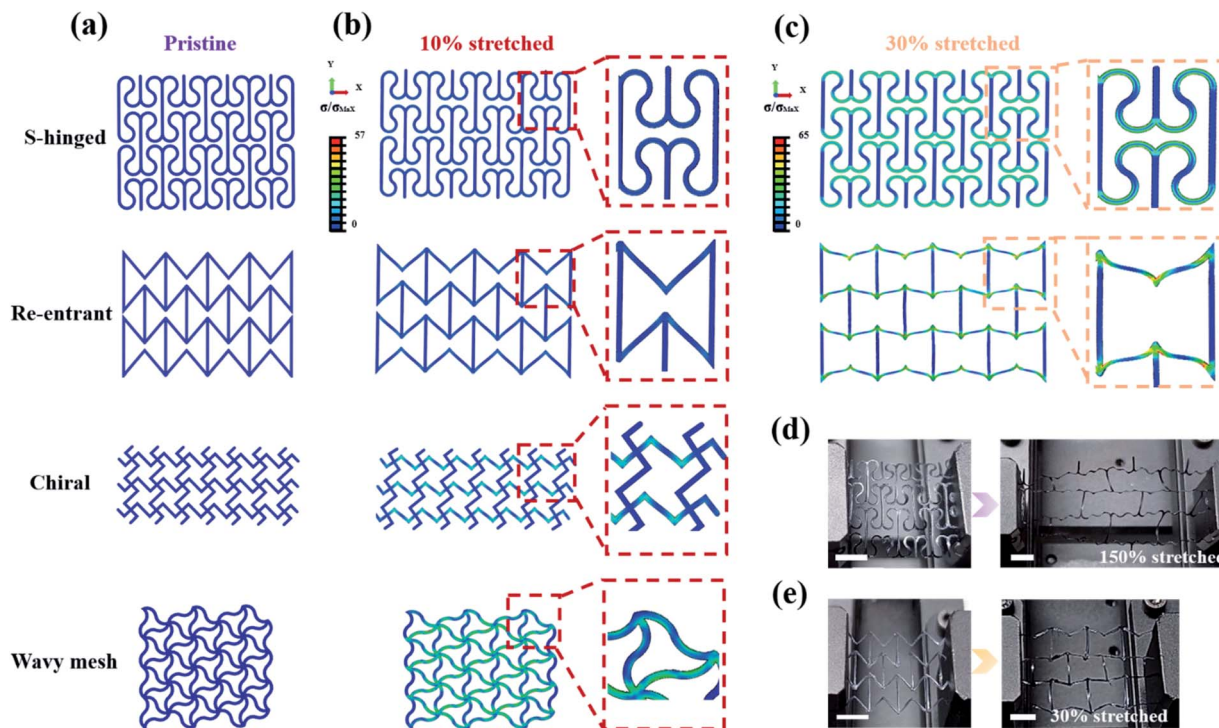 (a)
Pristine
(b)
10% stretched
(c)
30% stretched
Y
X
σ/σMaX
57
0
Y
X
σ/σMaX
65
0
S-hinged
Re-entrant
Chiral
Wavy mesh
(d)
150% stretched
(e)
30% stretched